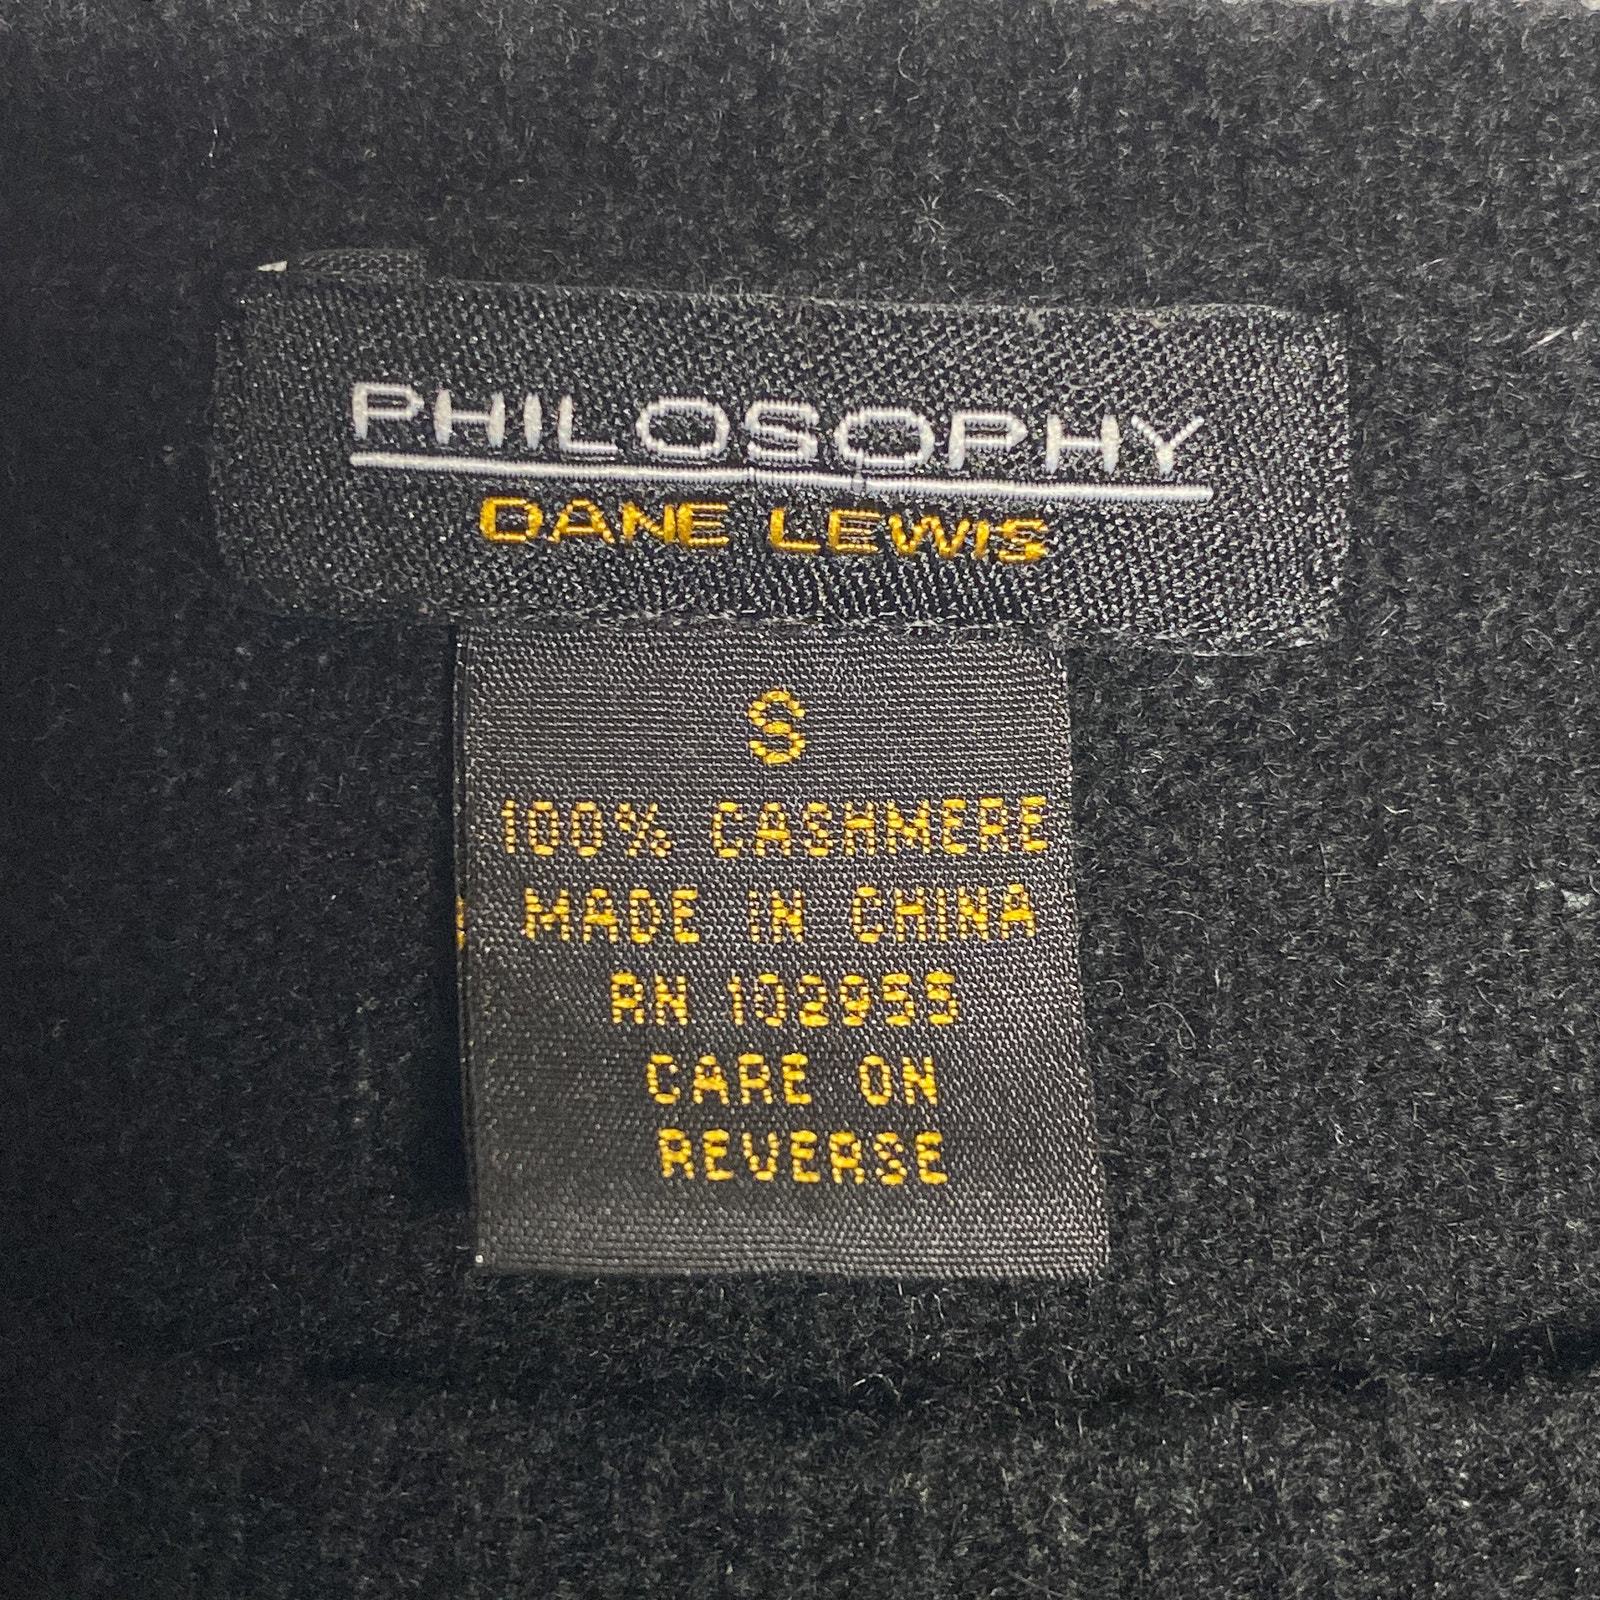 PHILOSOPHY
DANE LEWIS
S
100% CASHMERE
MADE IN CHINA
RN 102955
CARE ON
REVERSE